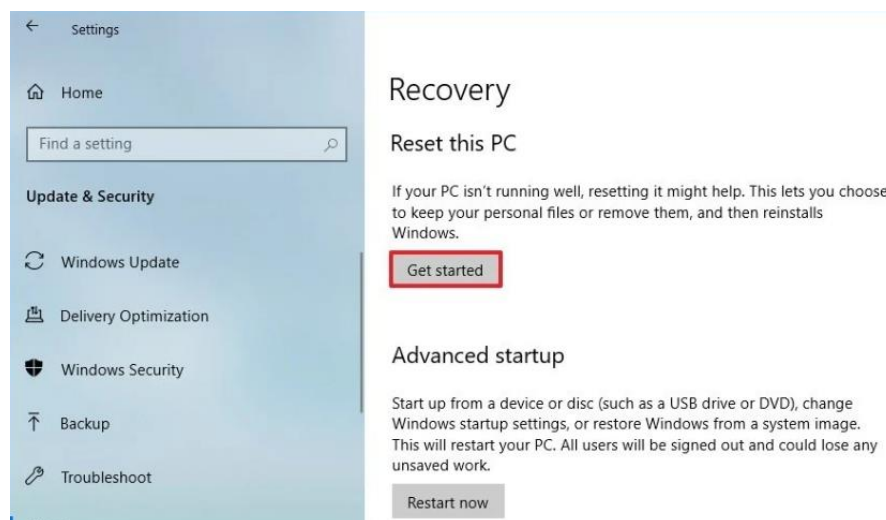 Settings
Home
Find a setting
Update & Security
Windows Update
Delivery Optimization
Windows Security
Backup
Troubleshoot
Recovery
Reset this PC
If your PC isn't running well, resetting it might help. This lets you choose
to keep your personal files or remove them, and then reinstalls
Windows.
Get started
Advanced startup
Start up from a device or disc (such as a USB drive or DVD), change
Windows startup settings, or restore Windows from a system image.
This will restart your PC. All users will be signed out and could lose any
unsaved work.
Restart now